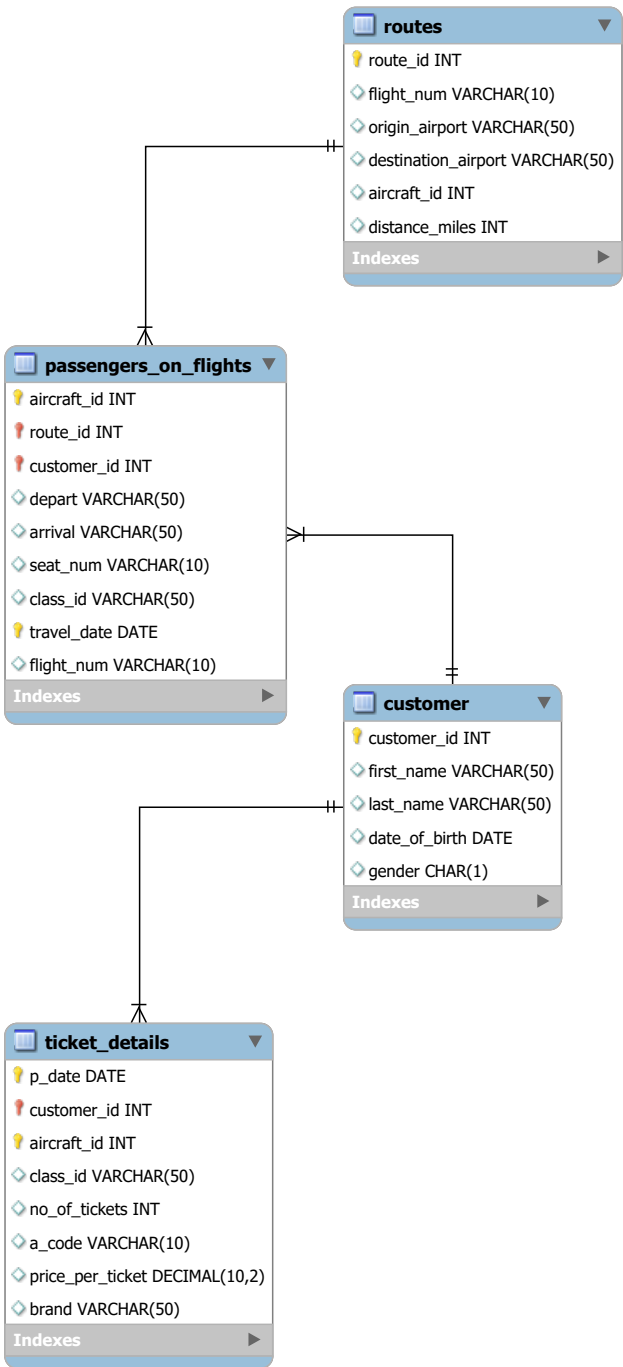 routes
route_id INT
flight_num VARCHAR(10)
origin_airport VARCHAR(50)
destination_airport VARCHAR(50)
aircraft_id INT
distance_miles INT
Indexes
passengers_on_flights
aircraft_id INT
route_id INT
customer_id INT
depart VARCHAR(50)
arrival VARCHAR(50)
seat_num VARCHAR(10)
class_id VARCHAR(50)
travel_date DATE
flight_num VARCHAR(10)
Indexes
customer
customer_id INT
first_name VARCHAR(50)
last_name VARCHAR(50)
date_of_birth DATE
gender CHAR(1)
Indexes
ticket_details
p_date DATE
customer_id INT
aircraft_id INT
class_id VARCHAR(50)
no_of_tickets INT
a_code VARCHAR(10)
price_per_ticket DECIMAL(10,2)
brand VARCHAR(50)
Indexes